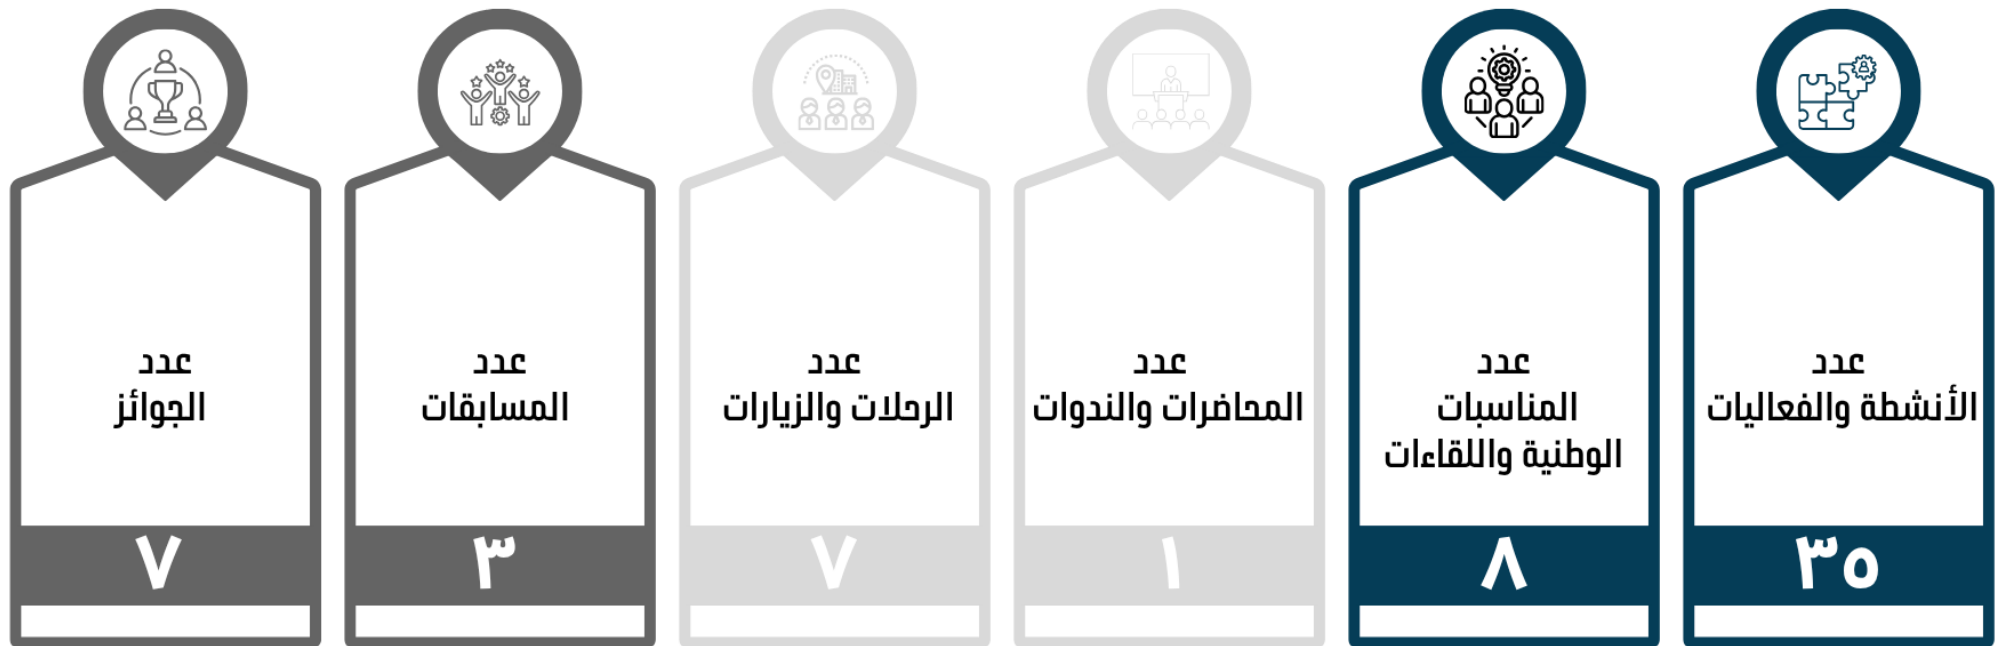 عدد
الأنشطة والفعاليات
٣٥
عدد
المناسبات
الوطنية واللقاءات
٨
عدد
المحاضرات والندوات
١
عدد
الرحلات والزيارات
٧
عدد
المسابقات
٣
عدد
الجوائز
٧